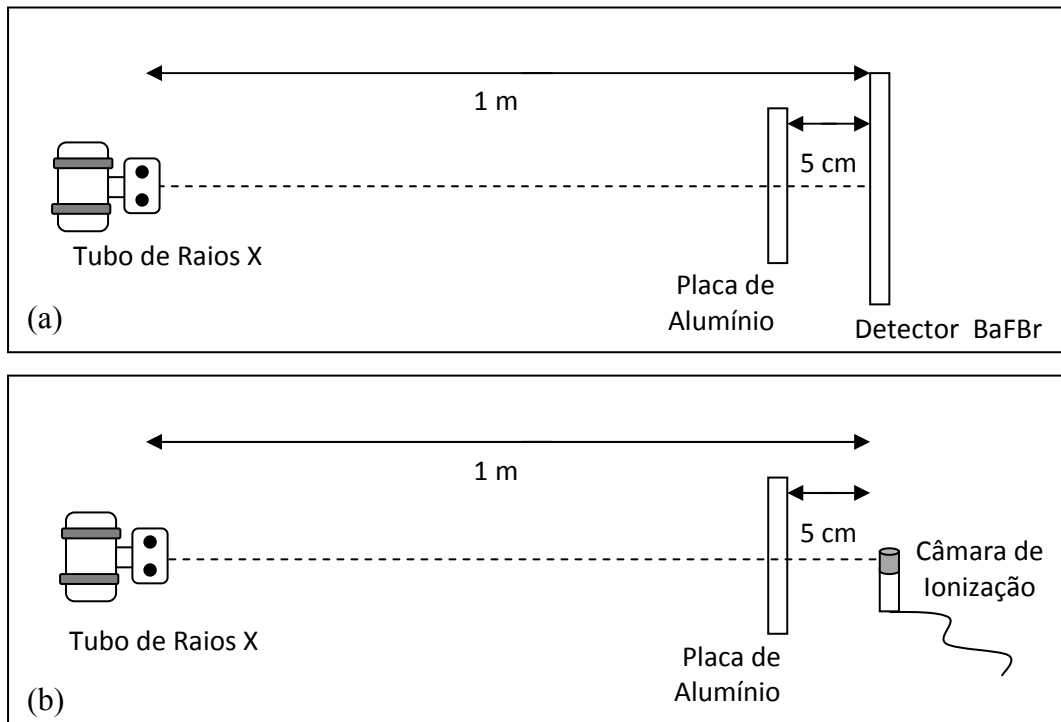 1 m
5 cm
Tubo de Raios X
Placa de
Alumínio
Detector BaFBr
(a)
1 m
5 cm
Câmara de
Ionização
Tubo de Raios X
Placa de
Alumínio
(b)